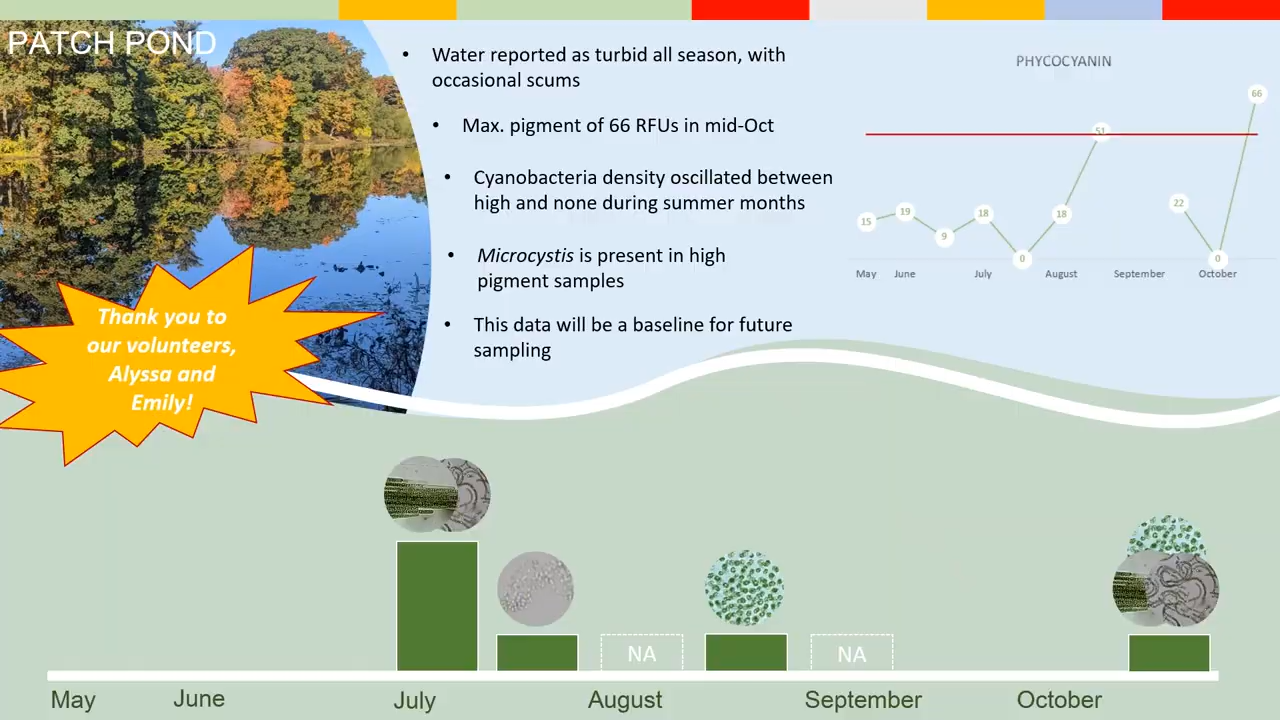 PATCH POND
• Water reported as turbid all season, with
occasional scums
• Max. pigment of 66 RFUs in mid-Oct
• Cyanobacteria density oscillated between
high and none during summer months
• Microcystis is present in high
pigment samples
• This data will be a baseline for future
sampling
PHYCOCYANIN
15
19
9
18
0
18
51
22
0
66
May June July August September October
Thank you to
our volunteers,
Alyssa and
Emily!
NA
NA
May June July August September October